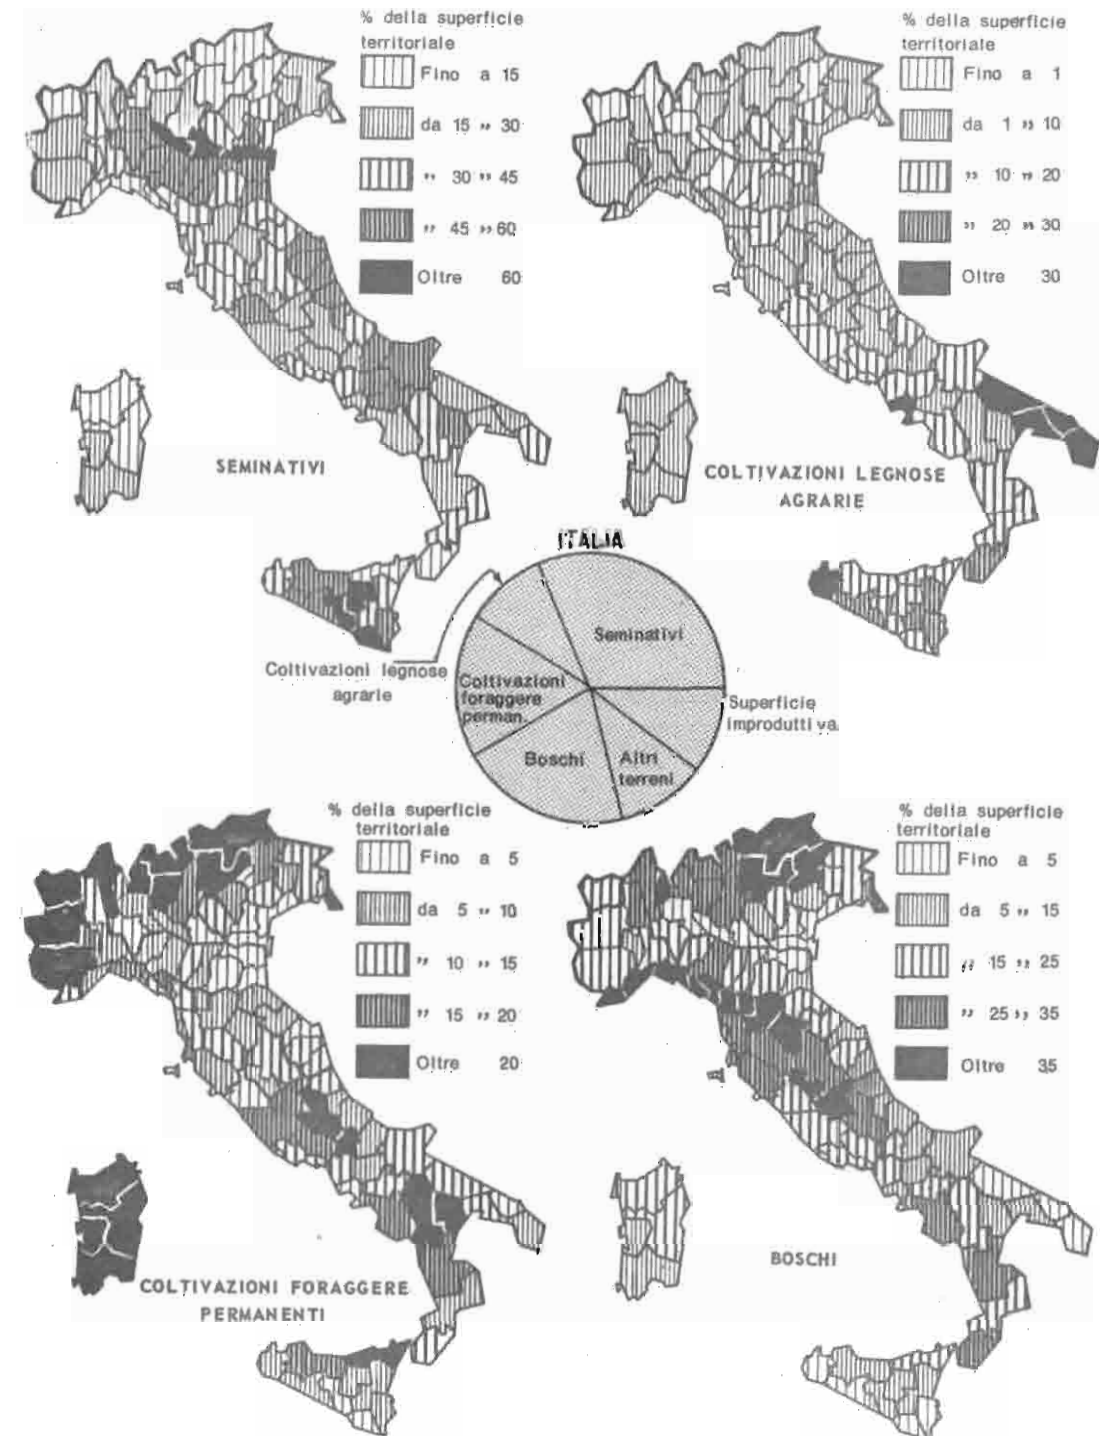 % della superficie
territoriale
Fino a 15
da 15 „ 30
„ 30 „ 45
„ 45 „ 60
Oltre 60
SEMINATIVI
% della superficie
territoriale
Fino a 1
da 1 „ 10
„ 10 „ 20
„ 20 „ 30
Oltre 30
COLTIVAZIONI LEGNOSE
AGRARIE
ITALIA
Seminativi
Coltivazioni legnose
agrarie
Coltivazioni
foraggere
perman.
Boschi
Altri
terreni
Superficie
improduttiva.
% della superficie
territoriale
Fino a 5
da 5 „ 10
„ 10 „ 15
„ 15 „ 20
Oltre 20
COLTIVAZIONI FORAGGERE
PERMANENTI
% della superficie
territoriale
Fino a 5
da 5 „ 15
„ 15 „ 25
„ 25 „ 35
Oltre 35
BOSCHI